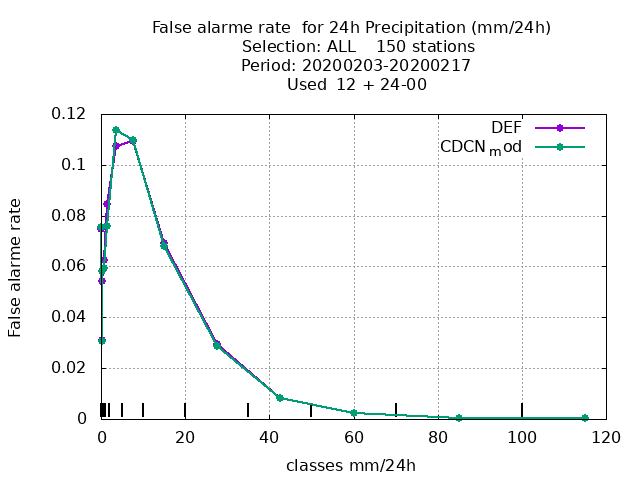 False alarme rate  for 24h Precipitation (mm/24h)
Selection: ALL    150 stations
Period: 20200203-20200217
Used  12 + 24-00
0.12
0.1
0.08
0.06
0.04
0.02
0
False alarme rate
DEF
CDCN_mod
0 20 40 60 80 100 120
classes mm/24h